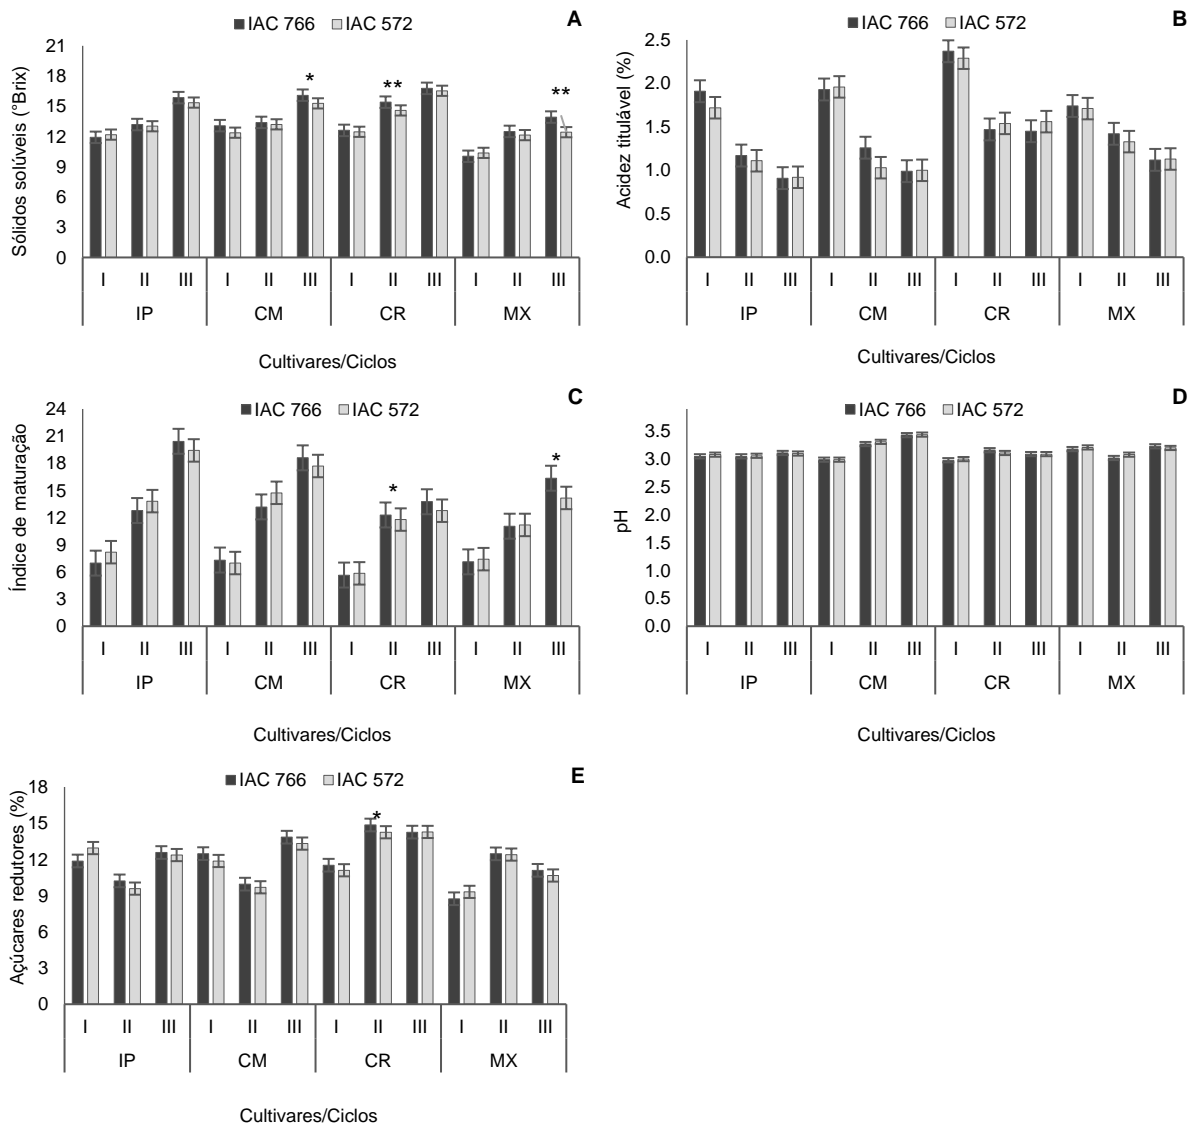 A
IAC 766 IAC 572
Sólidos solúveis (°Brix)
21
18
15
12
9
6
3
0
* ** **
I II III I II III I II III I II III
IP CM CR MX
Cultivares/Ciclos
B
IAC 766 IAC 572
Acidez titulável (%)
2.5
2.0
1.5
1.0
0.5
0.0
I II III I II III I II III I II III
IP CM CR MX
Cultivares/Ciclos
C
IAC 766 IAC 572
Índice de maturação
24
21
18
15
12
9
6
3
0
* *
I II III I II III I II III I II III
IP CM CR MX
Cultivares/Ciclos
D
IAC 766 IAC 572
pH
3.5
3.0
2.5
2.0
1.5
1.0
0.5
0.0
I II III I II III I II III I II III
IP CM CR MX
Cultivares/Ciclos
E
IAC 766 IAC 572
Açúcares redutores (%)
18
15
12
9
6
3
0
*
I II III I II III I II III I II III
IP CM CR MX
Cultivares/Ciclos